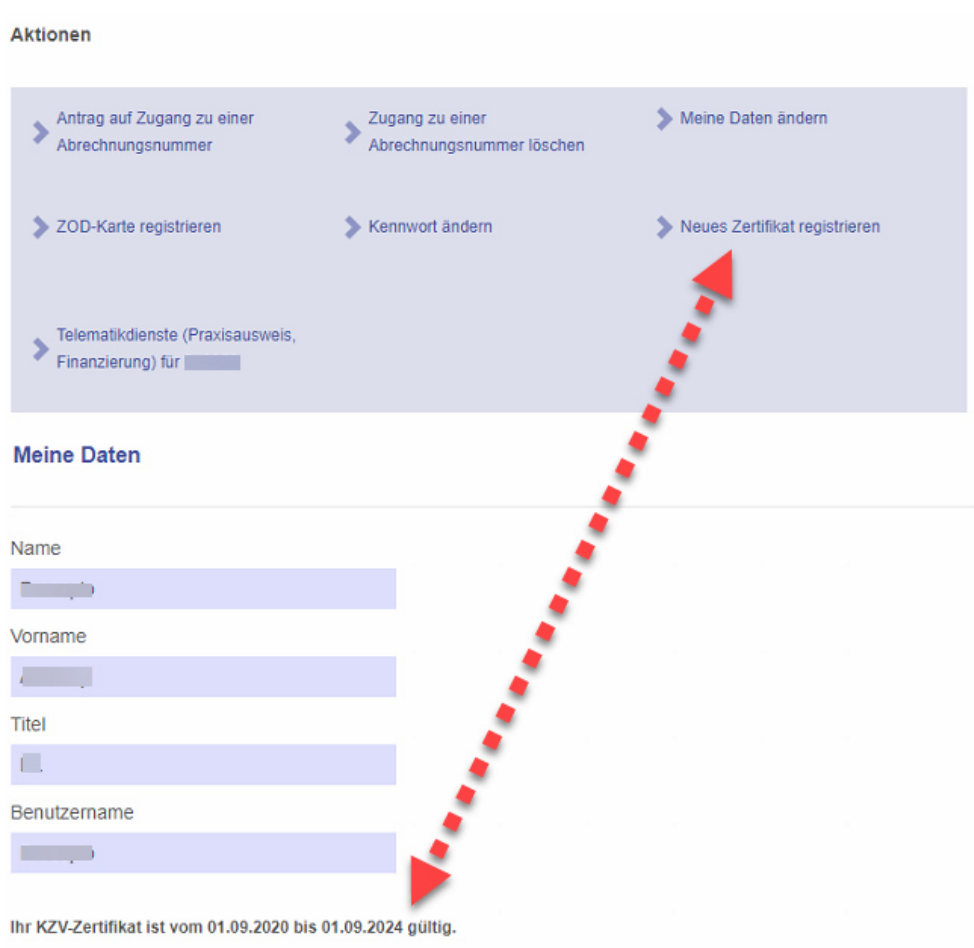 Aktionen
Antrag auf Zugang zu einer
Abrechnungsnummer
Zugang zu einer
Abrechnungsnummer löschen
Meine Daten ändern
ZOD-Karte registrieren
Kennwort ändern
Neues Zertifikat registrieren
Telematikdienste (Praxisausweis,
Finanzierung) für
Meine Daten
Name
Vorname
Titel
Benutzername
Ihr KZV-Zertifikat ist vom 01.09.2020 bis 01.09.2024 gültig.